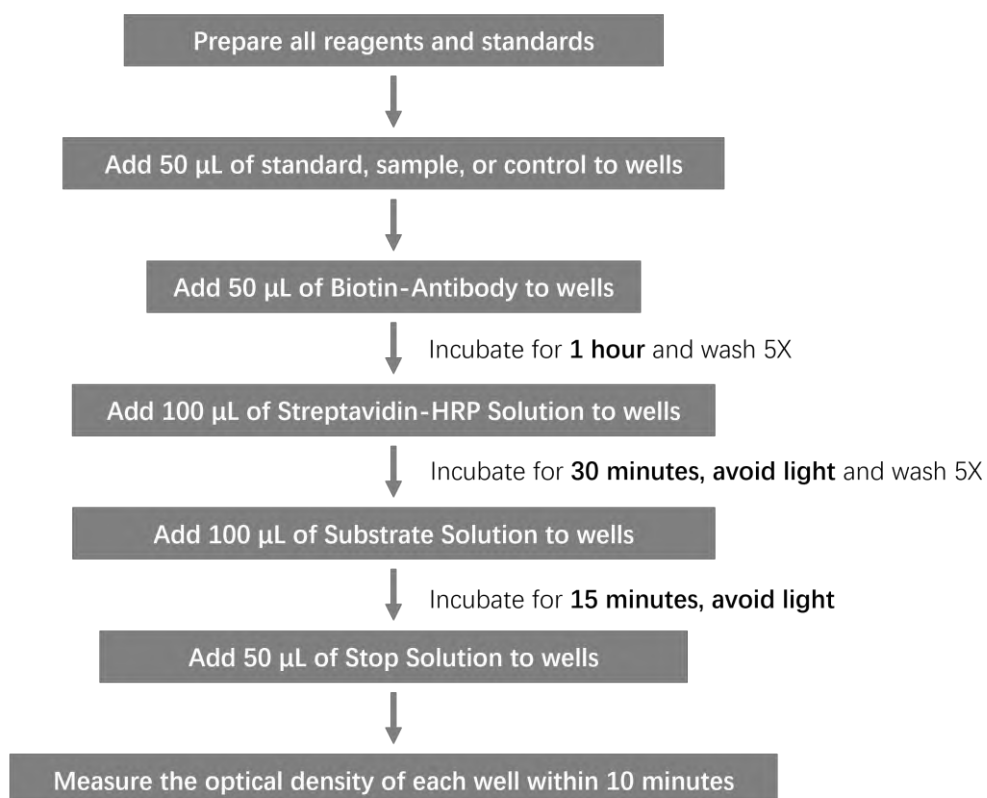 Prepare all reagents and standards
Add 50 μL of standard, sample, or control to wells
Add 50 μL of Biotin-Antibody to wells
Incubate for 1 hour and wash 5X
Add 100 μL of Streptavidin-HRP Solution to wells
Incubate for 30 minutes, avoid light and wash 5X
Add 100 μL of Substrate Solution to wells
Incubate for 15 minutes, avoid light
Add 50 μL of Stop Solution to wells
Measure the optical density of each well within 10 minutes